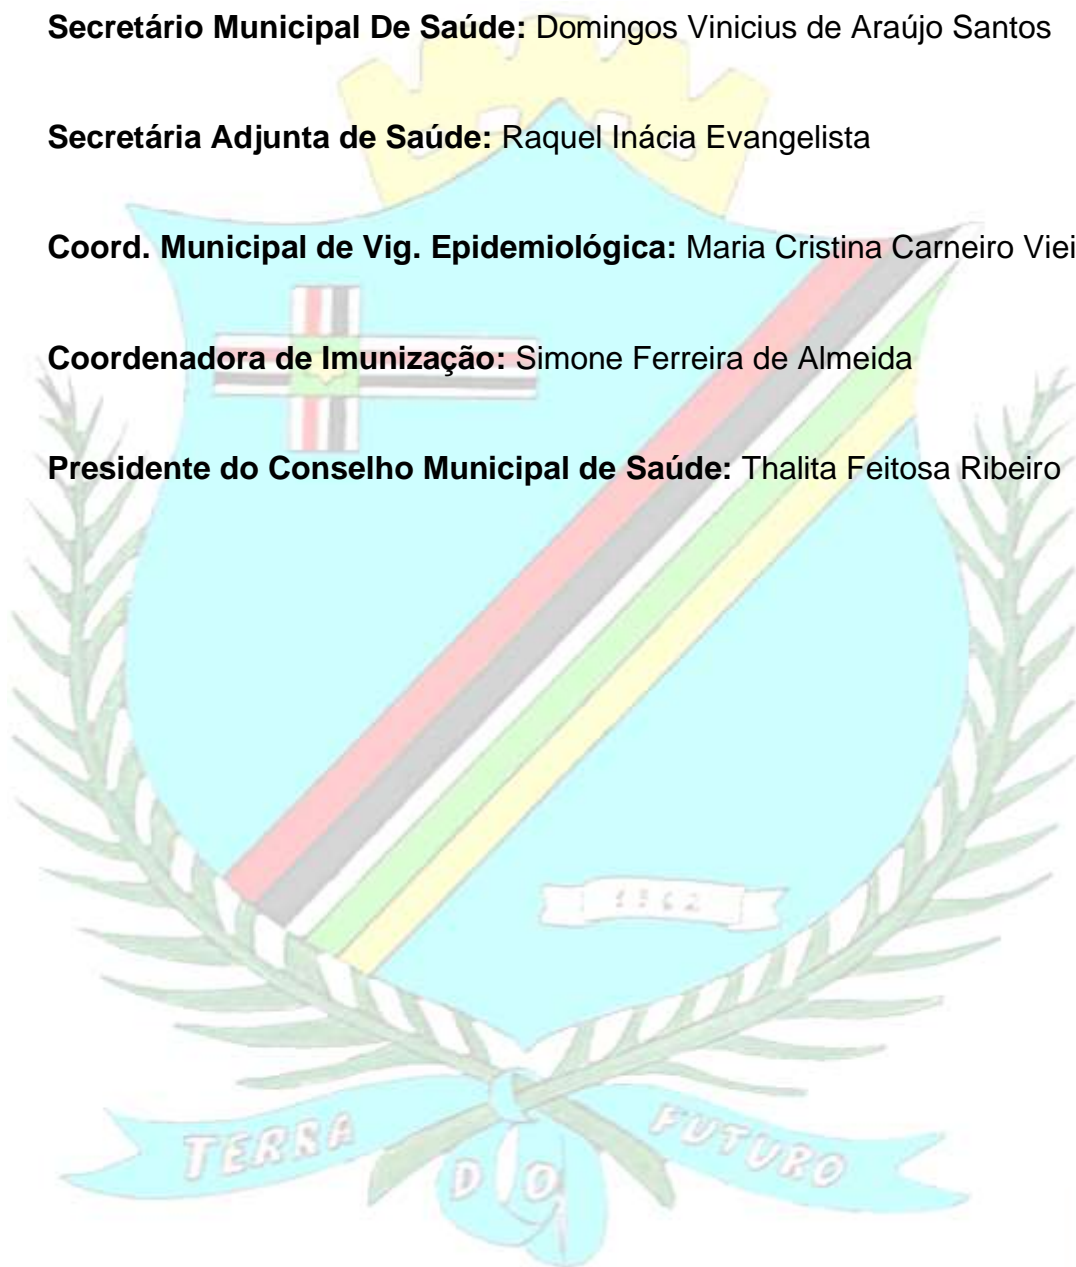 Secretário Municipal De Saúde: Domingos Vinicius de Araújo Santos
Secretária Adjunta de Saúde: Raquel Inácia Evangelista
Coord. Municipal de Vig. Epidemiológica: Maria Cristina Carneiro Viei
Coordenadora de Imunização: Simone Ferreira de Almeida
Presidente do Conselho Municipal de Saúde: Thalita Feitosa Ribeiro
TERRA DO FUTURO